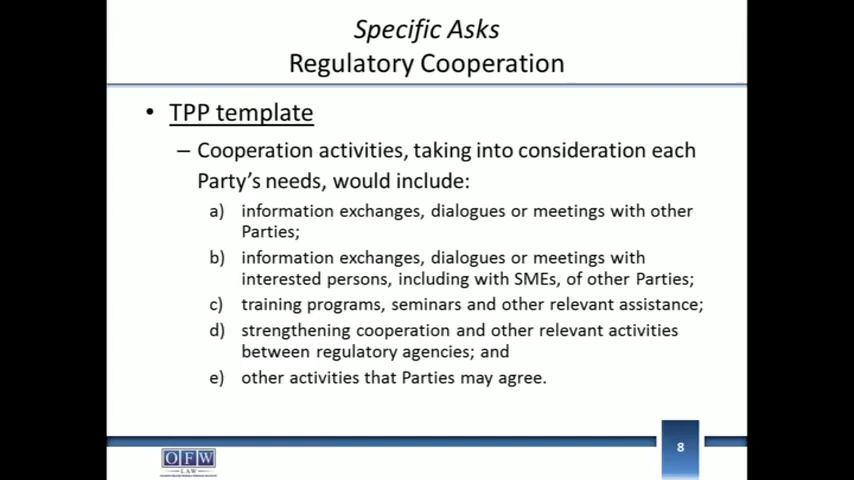 Specific Asks
Regulatory Cooperation
• TPP template
– Cooperation activities, taking into consideration each
Party's needs, would include:
a) information exchanges, dialogues or meetings with other
Parties;
b) information exchanges, dialogues or meetings with
interested persons, including with SMEs, of other Parties;
c) training programs, seminars and other relevant assistance;
d) strengthening cooperation and other relevant activities
between regulatory agencies; and
e) other activities that Parties may agree.
8
OFW
LAW